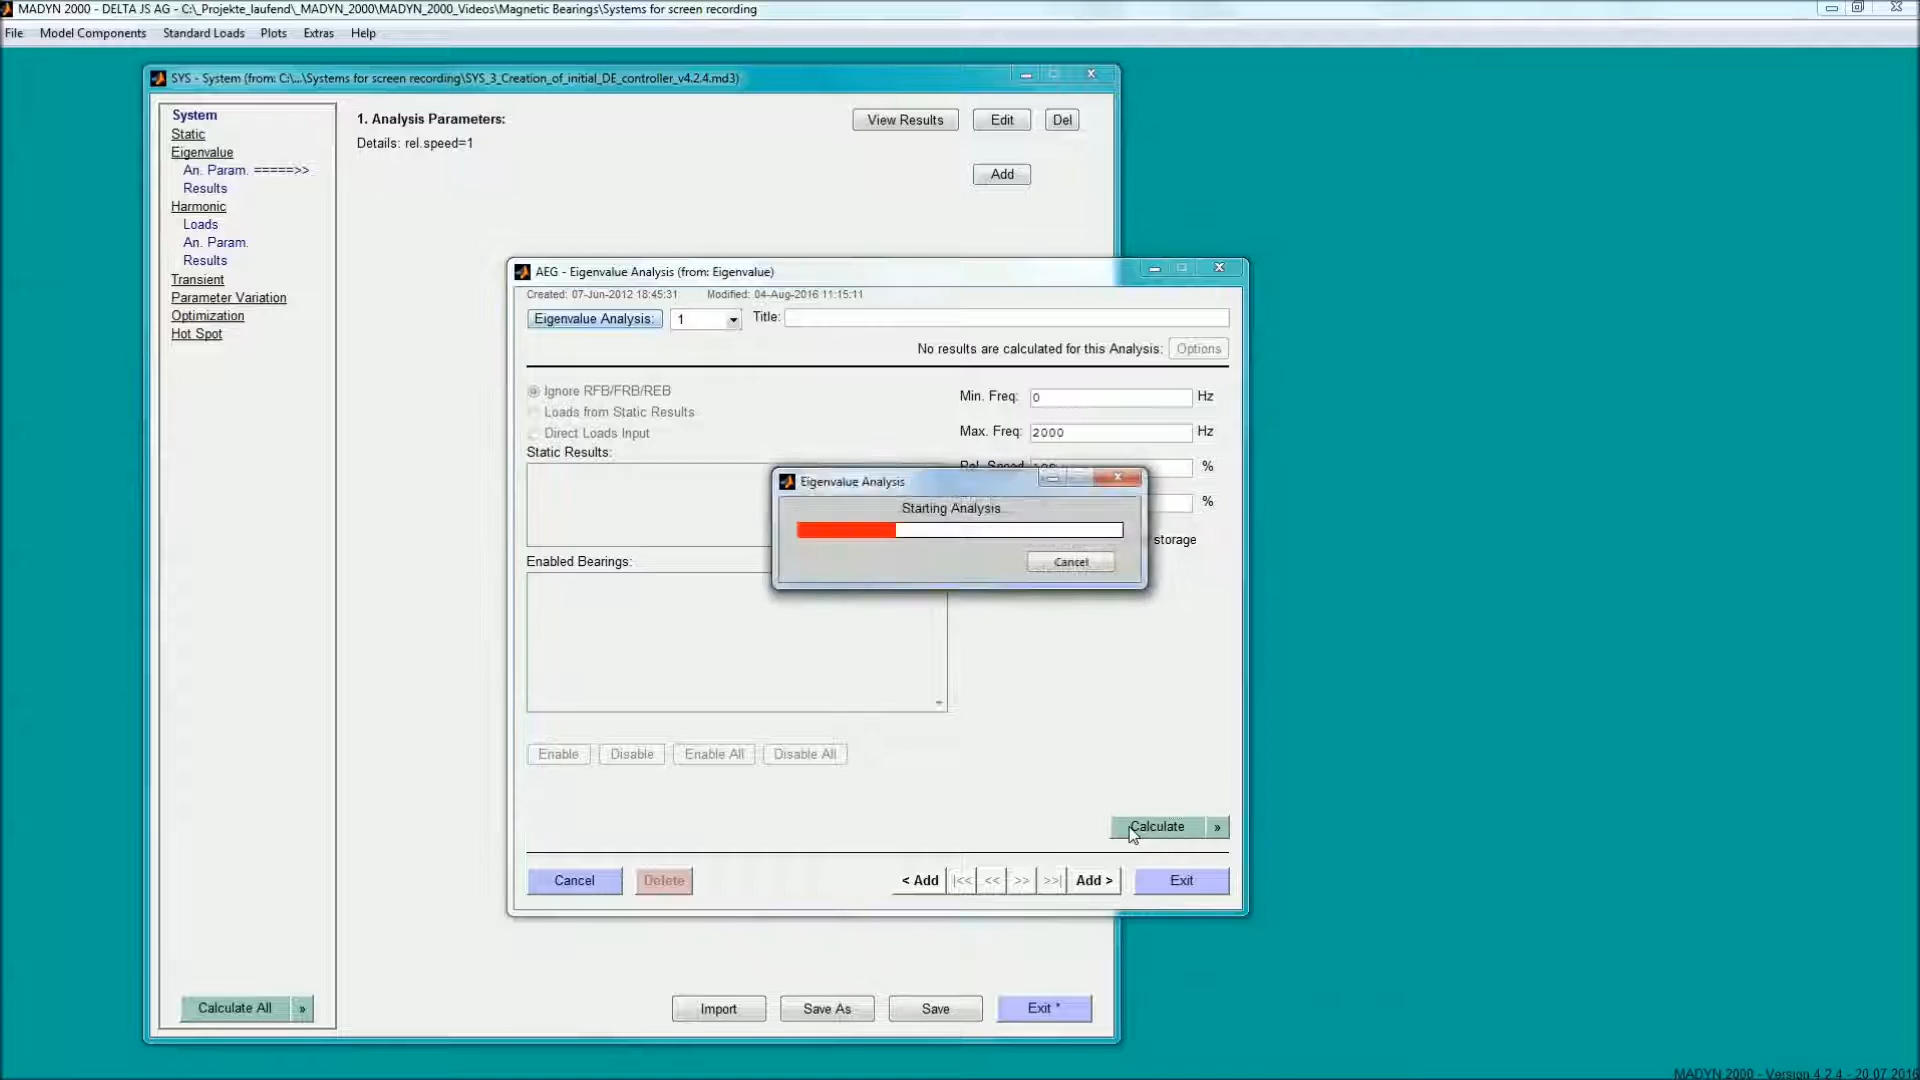 MADYN 2000 - DELTA JS AG - C:\_Projekte_laufend\_MADYN_2000\MADYN_2000_Videos\Magnetic Bearings\Systems for screen recording
File Model Components Standard Loads Plots Extras Help
SYS - System (from: C:\...\Systems for screen recording\SYS_3_Creation_of_initial_DE_controller_v4.2.4.md3)
System
Static
Eigenvalue
An. Param. =====>>
Results
Harmonic
Loads
An. Param.
Results
Transient
Parameter Variation
Optimization
Hot Spot
1. Analysis Parameters:
View Results Edit Del
Details: rel.speed=1
Add
AEG - Eigenvalue Analysis (from: Eigenvalue)
Created: 07-Jun-2012 18:45:31 Modified: 04-Aug-2016 11:15:11
Eigenvalue Analysis: 1 Title:
No results are calculated for this Analysis: Options
Ignore RFB/FRB/REB
Loads from Static Results
Direct Loads Input
Min. Freq: 0 Hz
Max. Freq: 2000 Hz
Rel. Speed %
%
storage
Static Results:
Eigenvalue Analysis
Starting Analysis
Cancel
Enabled Bearings:
Enable Disable Enable All Disable All
Calculate »
Cancel Delete < Add |<< << >> >>| Add > Exit
Calculate All »
Import Save As Save Exit *
MADYN 2000 - Version 4.2.4 - 20.07.2016